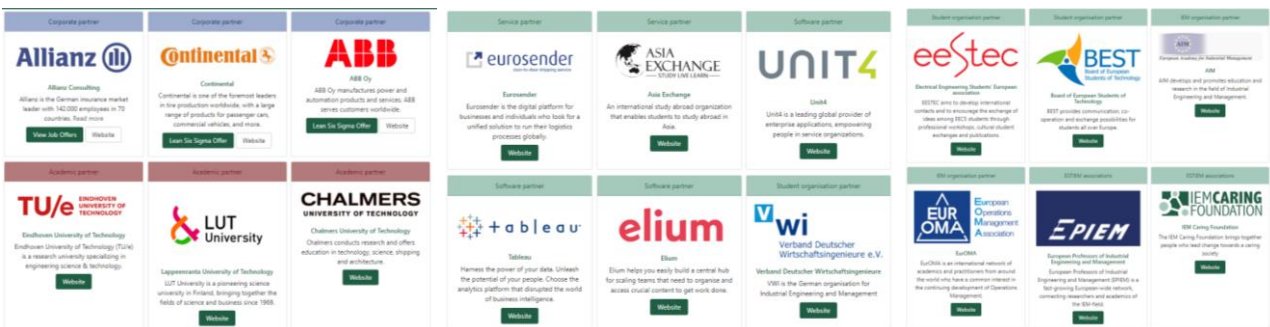 Corporate partner
Allianz
Allianz Consulting
Allianz is the German insurance market
leader with 142.000 employees in 70
countries. Read more
View Job Offers
Website
Corporate partner
Continental
Continental
Continental is one of the foremost leaders
in tire production worldwide, with a large
range of products for passenger cars,
commercial vehicles, and more.
Lean Six Sigma Offer
Website
Corporate partner
ABB
ABB Oy
ABB Oy manufactures power and
automation products and services. ABB
serves customers worldwide.
Lean Six Sigma Offer
Website
Academic partner
TU/e EINDHOVEN
UNIVERSITY OF
TECHNOLOGY
Eindhoven University of Technology
Eindhoven University of Technology (TU/e)
is a research university specializing in
engineering science & technology.
Website
Academic partner
LUT
University
Lappeenranta University of Technology
LUT University is a pioneering science
university in Finland, bringing together the
fields of science and business since 1969.
Website
Academic partner
CHALMERS
UNIVERSITY OF TECHNOLOGY
Chalmers University of Technology
Chalmers conducts research and offers
education in technology, science, shipping
and architecture.
Website
Service partner
eurosender
door-to-door shipping service
Eurosender
Eurosender is the digital platform for
businesses and individuals who look for a
unified solution to run their logistics
processes globally.
Website
Service partner
ASIA
EXCHANGE
STUDY LIVE LEARN
Asia Exchange
An international study abroad organization
that enables students to study abroad in
Asia.
Website
Software partner
UNIT4
Unit4
Unit4 is a leading global provider of
enterprise applications, empowering
people in service organizations.
Website
Software partner
+ a b l e a u
Tableau
Harness the power of your data. Unleash
the potential of your people. Choose the
analytics platform that disrupted the world
of business intelligence.
Website
Software partner
elium
Elium
Elium helps you easily build a central hub
for scaling teams that need to organise and
access crucial content to get work done.
Website
Student organisation partner
V
wi
Verband Deutscher
Wirtschaftsingenieure e.V.
Verband Deutscher Wirtschaftsingenieure
VWI is the German organisation for
Industrial Engineering and Management
Website
Student organisation partner
eestec
Electrical Engineering Students' European
association
EESTEC aims to develop international
contacts and to encourage the exchange of
ideas among EECS students through
professional workshops, cultural student
exchanges and publications
Website
Student organisation partner
BEST
Board of European
Students of Technology
Board of European Students of
Technology
BEST provides communication, co-
operation and exchange possibilities for
students all over Europe.
Website
IEM organisation partner
AIM
European Academy for Industrial Management
AIM
AIM develops and promotes education and
research in the field of Industrial
Engineering and Management.
Website
IEM organisation partner
EUR
OMA
European
Operations
Management
Association
EurOMA
EurOMA is an international network of
academics and practitioners from around
the world who have a common interest in
the continuing development of Operations
Management.
Website
ESTIEM associations
EPIEM
European Professors of Industrial
Engineering and Management
European Professors of Industrial
Engineering and Management (EPIEM) is a
fast-growing European-wide network,
connecting researchers and academics of
the IEM-field.
Website
ESTIEM associations
IEMCARING
FOUNDATION
IEM Caring Foundation
The IEM Caring Foundation brings together
people who lead change towards a caring
society.
Website